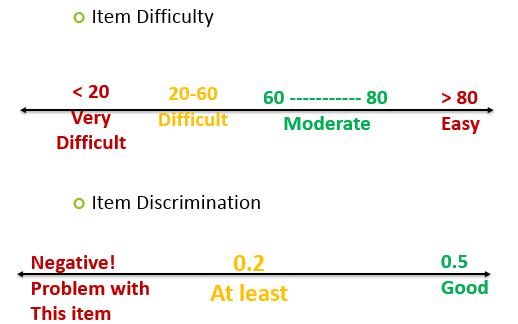 Item Difficulty
< 20
Very
Difficult
20-60
Difficult
60 ----------- 80
Moderate
> 80
Easy
Item Discrimination
Negative!
Problem with
This item
0.2
At least
0.5
Good